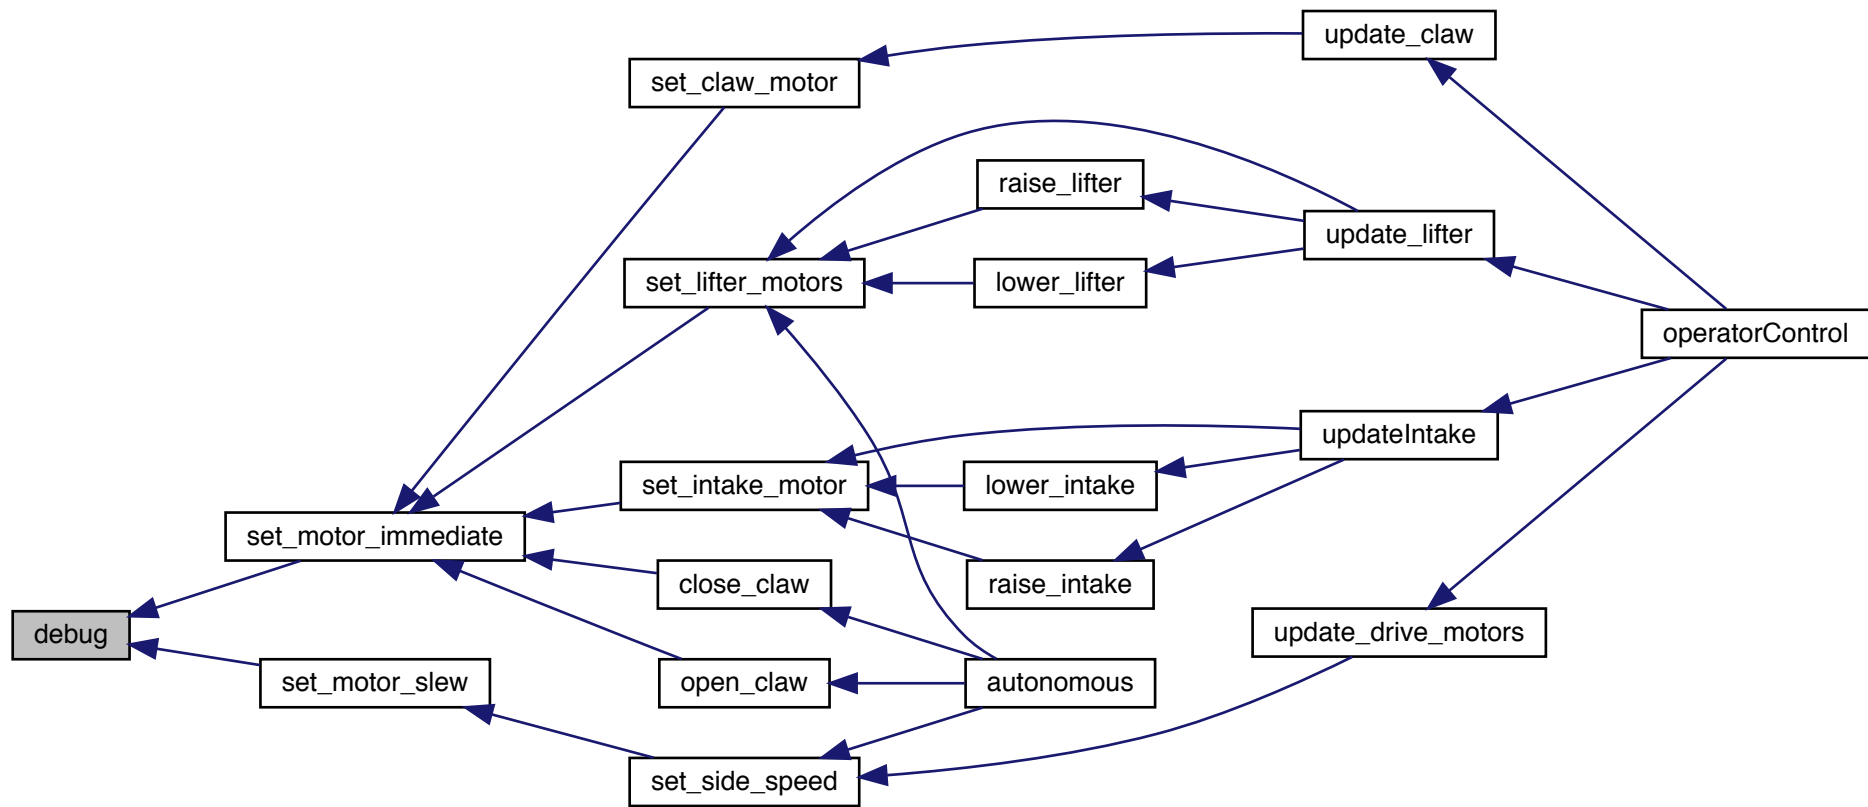 update_claw
set_claw_motor
raise_lifter
update_lifter
set_lifter_motors
lower_lifter
operatorControl
updateIntake
set_intake_motor
lower_intake
set_motor_immediate
close_claw
raise_intake
debug
update_drive_motors
set_motor_slew
open_claw
autonomous
set_side_speed